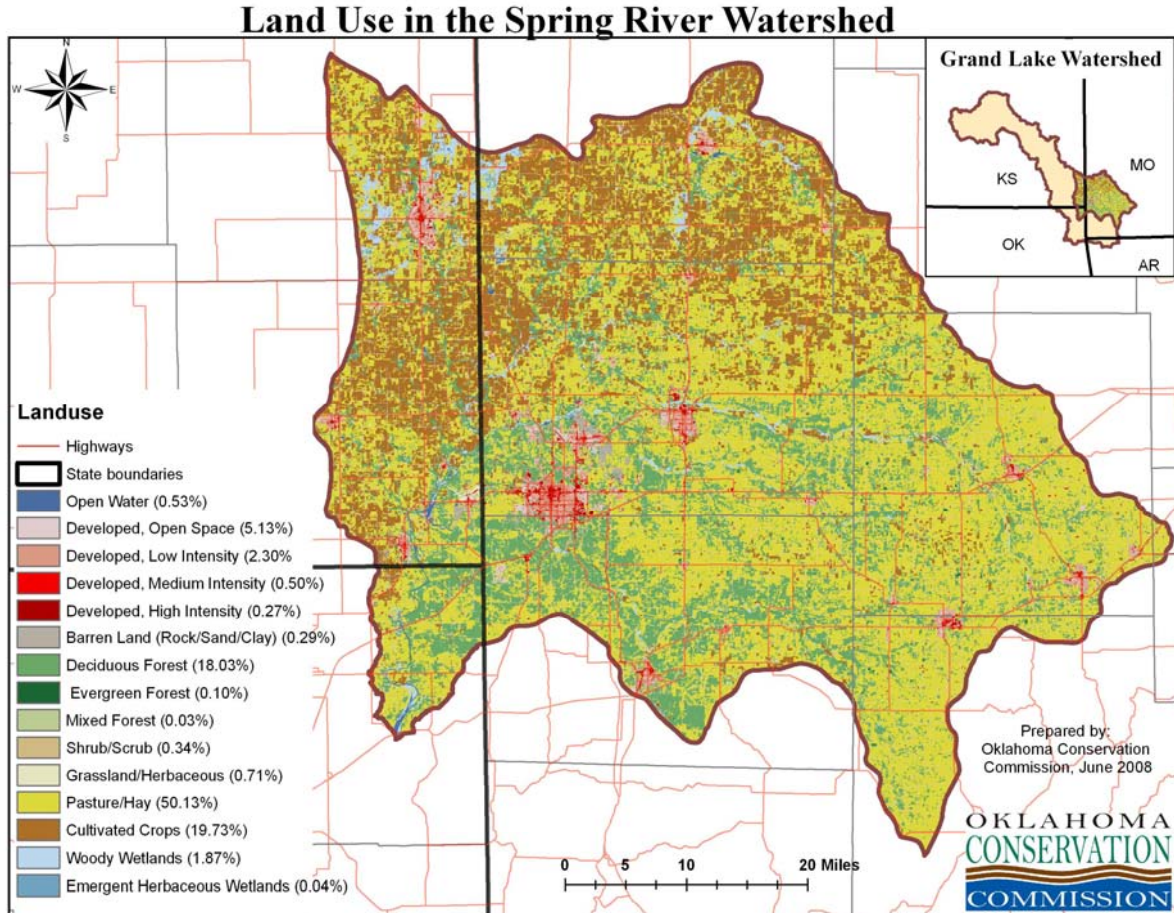 Land Use in the Spring River Watershed
N
W
E
S
Grand Lake Watershed
KS
MO
OK
AR
Landuse
Highways
State boundaries
Open Water (0.53%)
Developed, Open Space (5.13%)
Developed, Low Intensity (2.30%
Developed, Medium Intensity (0.50%)
Developed, High Intensity (0.27%)
Barren Land (Rock/Sand/Clay) (0.29%)
Deciduous Forest (18.03%)
Evergreen Forest (0.10%)
Mixed Forest (0.03%)
Shrub/Scrub (0.34%)
Grassland/Herbaceous (0.71%)
Pasture/Hay (50.13%)
Cultivated Crops (19.73%)
Woody Wetlands (1.87%)
Emergent Herbaceous Wetlands (0.04%)
0 5 10 20 Miles
Prepared by:
Oklahoma Conservation
Commission, June 2008
OKLAHOMA
CONSERVATION
COMMISSION